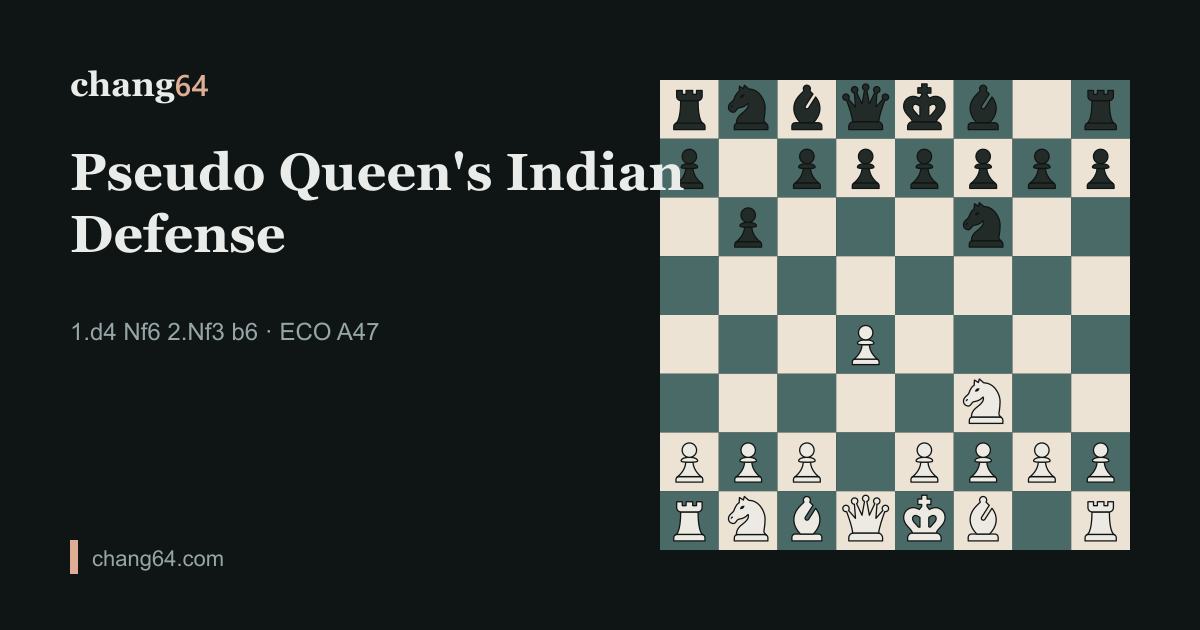 chang64
Pseudo Queen's Indian
Defense
1.d4 Nf6 2.Nf3 b6 · ECO A47
chang64.com